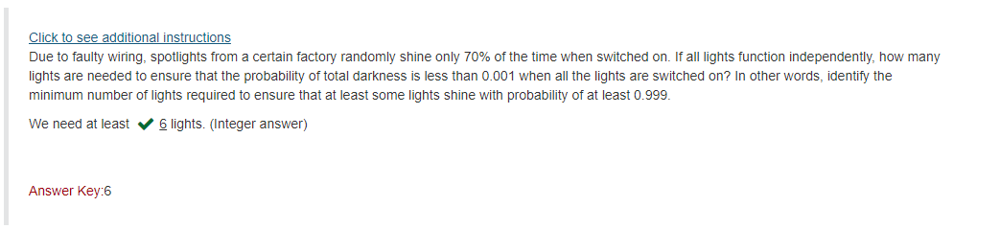 Click to see additional instructions
Due to faulty wiring, spotlights from a certain factory randomly shine only 70% of the time when switched on. If all lights function independently, how many
lights are needed to ensure that the probability of total darkness is less than 0.001 when all the lights are switched on? In other words, identify the
minimum number of lights required to ensure that at least some lights shine with probability of at least 0.999.
We need at least ✔ 6 lights. (Integer answer)
Answer Key:6